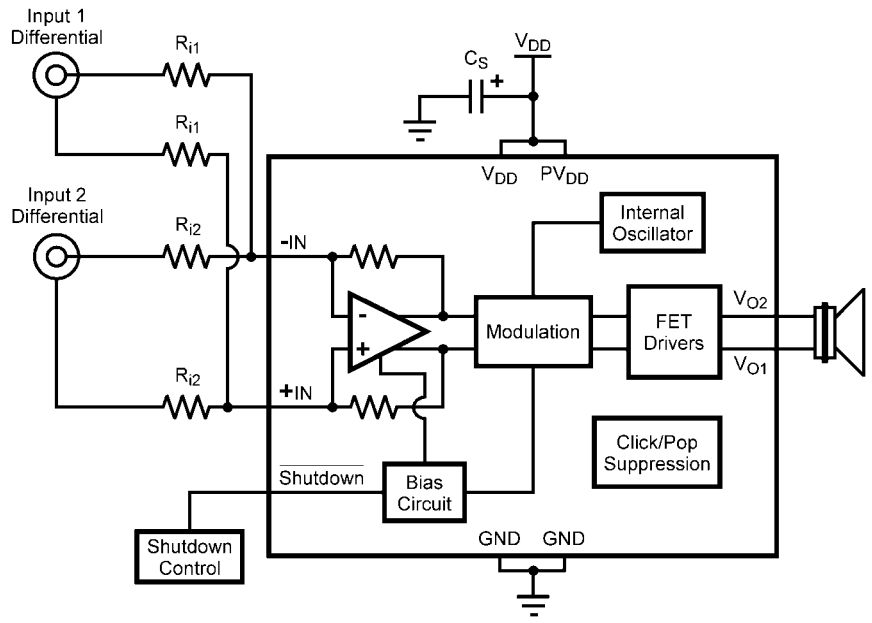 Input 1
Differential
Ri1
Ri1
VDD
CS
+
VDD
PVDD
Input 2
Differential
Ri2
-IN
Internal
Oscillator
-
+
Modulation
FET
Drivers
VO2
VO1
Ri2
+IN
Click/Pop
Suppression
Shutdown
Bias
Circuit
Shutdown
Control
GND
GND